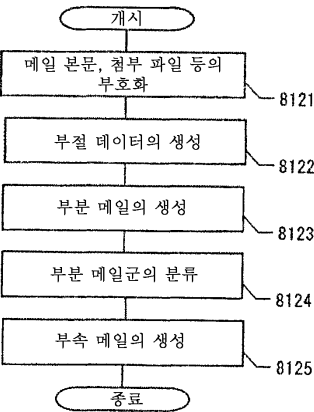 개시
메일 본문, 첨부 파일 등의
부호화
8121
부절 데이터의 생성
8122
부분 메일의 생성
8123
부분 메일군의 분류
8124
부속 메일의 생성
8125
종료